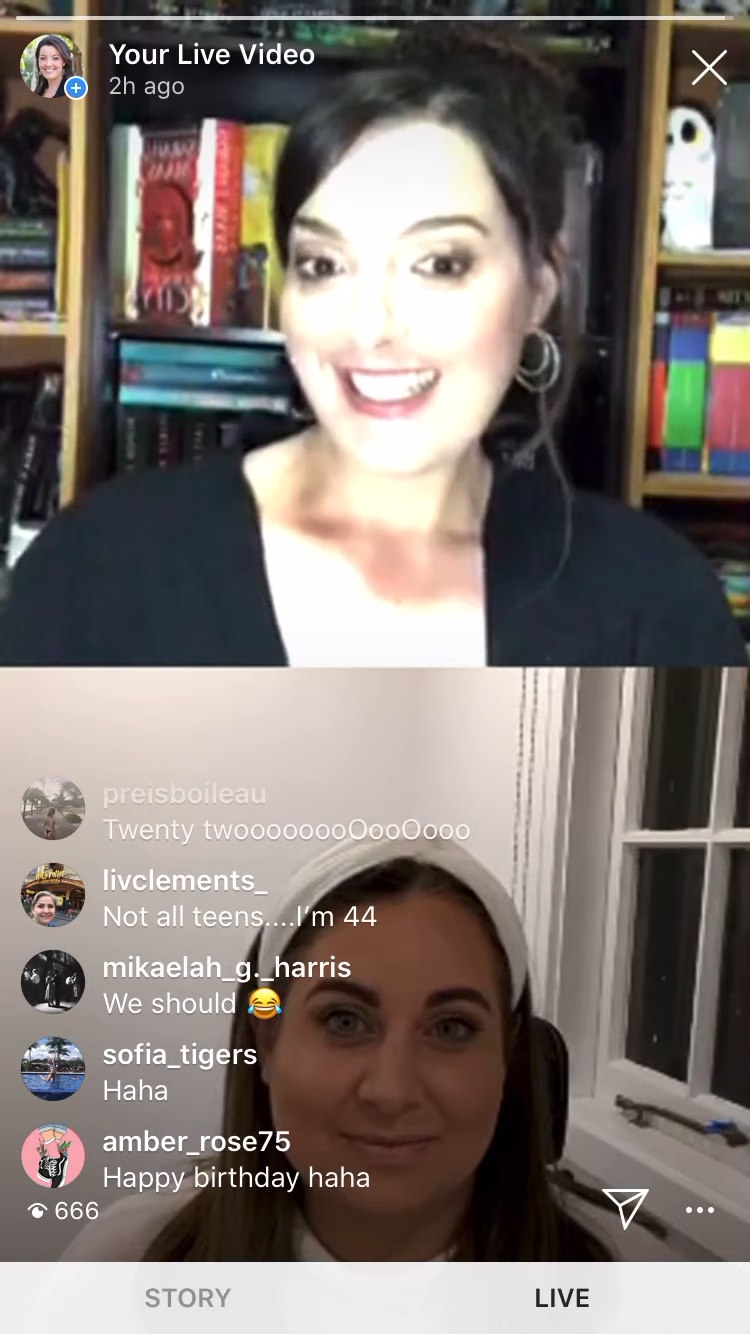 Your Live Video
2h ago
preisboileau
Twenty twoooooooOooOooo
livclements_
Not all teens....I’m 44
mikaelah_g._harris
We should 😂
sofia_tigers
Haha
amber_rose75
Happy birthday haha
666
STORY
LIVE